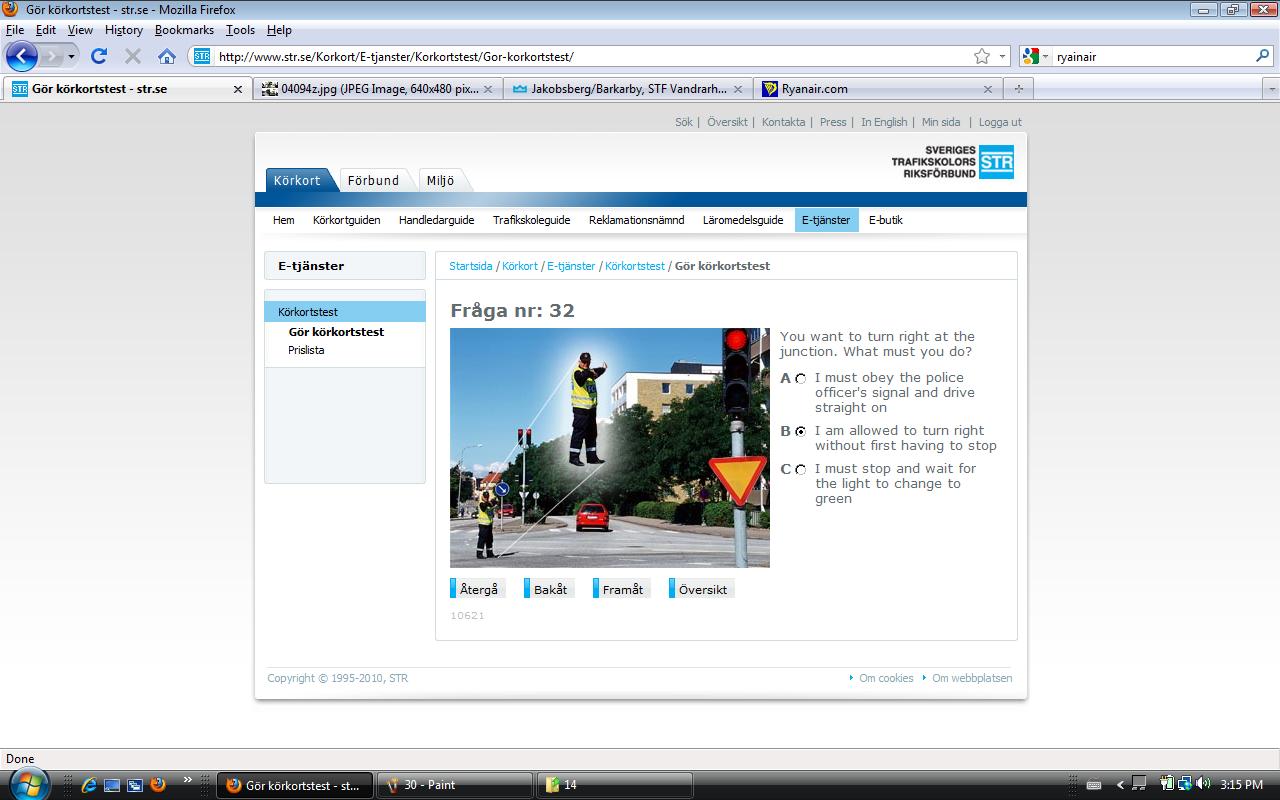 Gör körkortstest - str.se - Mozilla Firefox
File Edit View History Bookmarks Tools Help
STR http://www.str.se/Korkort/E-tjanster/Korkortstest/Gor-korkortstest/ ryainair
STR Gör körkortstest - str.se 04094z.jpg (JPEG Image, 640x480 pix... Jakobsberg/Barkarby, STF Vandrarh... Ryanair.com
Sök | Översikt | Kontakta | Press | In English | Min sida | Logga ut
SVERIGES
TRAFIKSKOLORS STR
RIKSFÖRBUND
Körkort Förbund Miljö
Hem Körkortguiden Handledarguide Trafikskoleguide Reklamationsnämnd Läromedelsguide E-tjänster E-butik
E-tjänster
Körkortstest
Gör körkortstest
Prislista
Startsida / Körkort / E-tjänster / Körkortstest / Gör körkortstest
Fråga nr: 32
You want to turn right at the
junction. What must you do?
A I must obey the police
officer's signal and drive
straight on
B I am allowed to turn right
without first having to stop
C I must stop and wait for
the light to change to
green
Återgå Bakåt Framåt Översikt
10621
Copyright © 1995-2010, STR Om cookies Om webbplatsen
Done
Gör körkortstest - st... 30 - Paint 14 3:15 PM